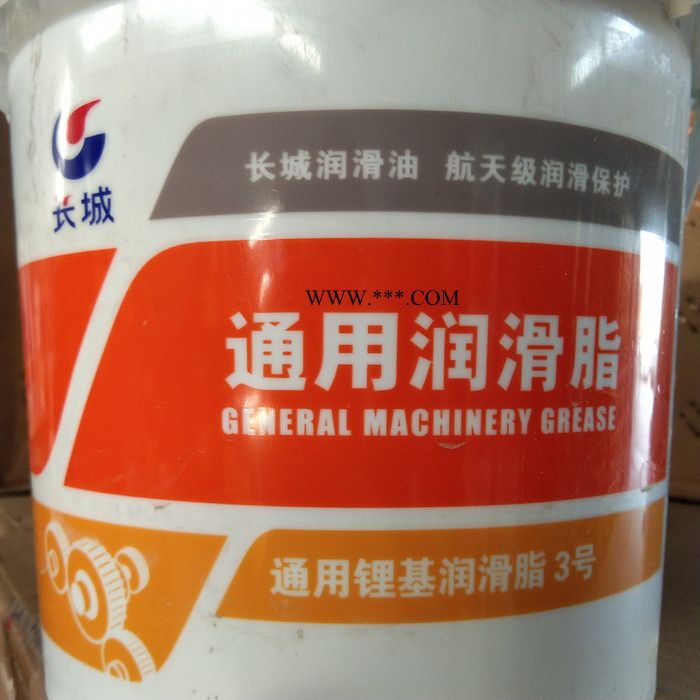 长城
长城润滑油 航天级润滑保护
WWW.***.COM
通用润滑脂
GENERAL MACHINERY GREASE
通用锂基润滑脂 3号